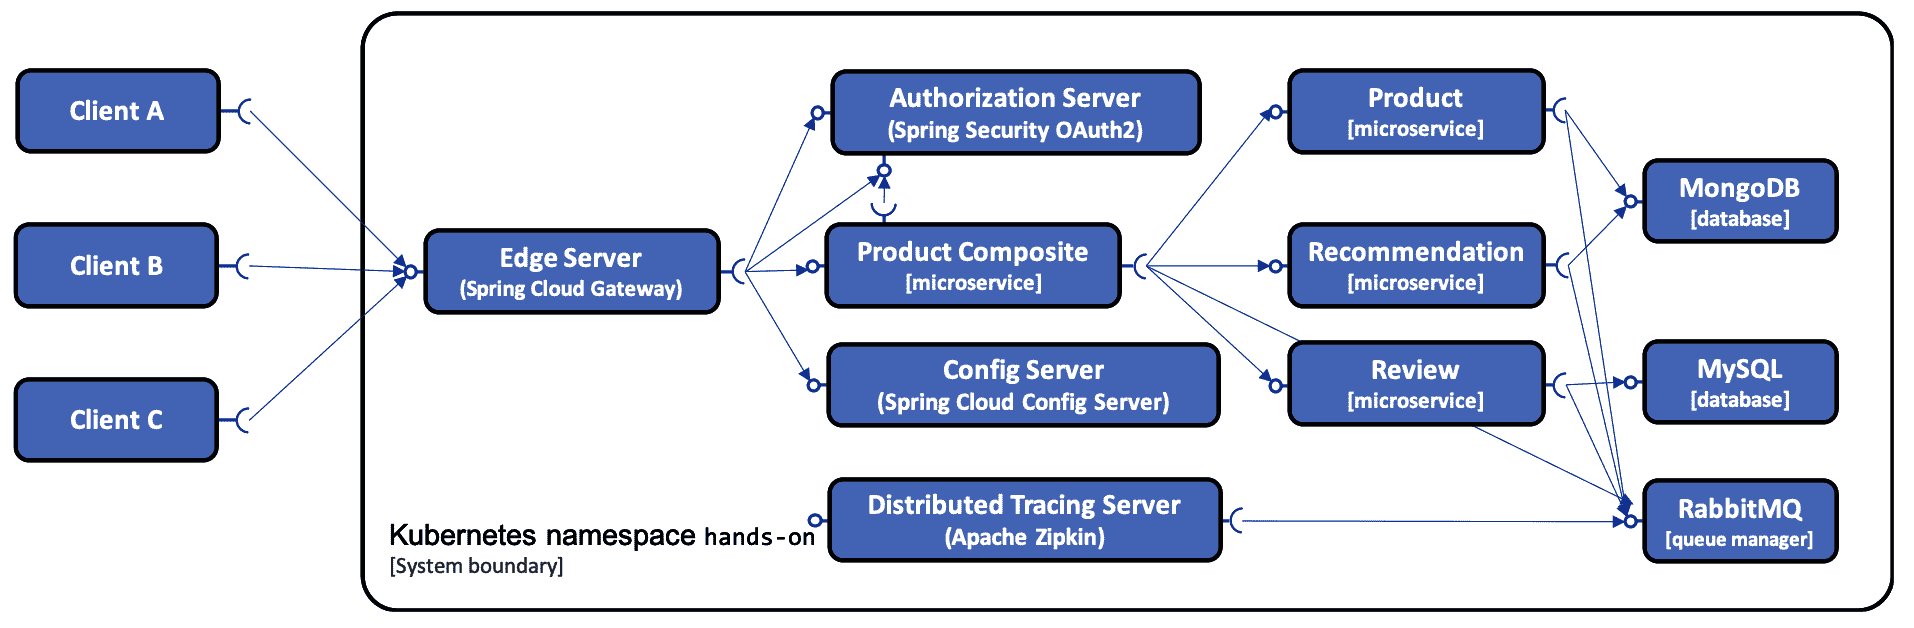 Client A
Client B
Client C
Edge Server
(Spring Cloud Gateway)
Authorization Server
(Spring Security OAuth2)
Product Composite
[microservice]
Config Server
(Spring Cloud Config Server)
Distributed Tracing Server
(Apache Zipkin)
Product
[microservice]
Recommendation
[microservice]
Review
[microservice]
MongoDB
[database]
MySQL
[database]
RabbitMQ
[queue manager]
Kubernetes namespace hands-on
[System boundary]